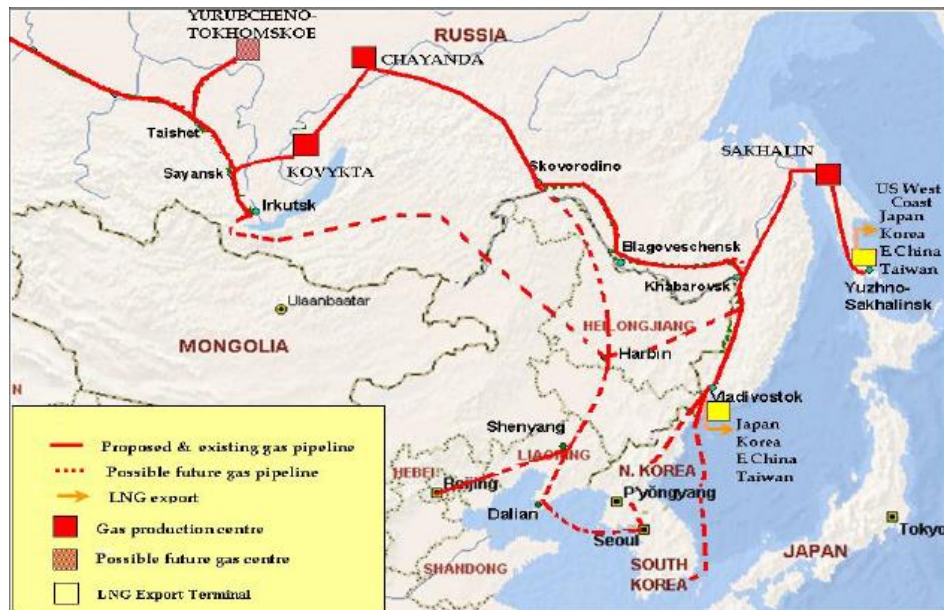 YURUBCHENO-
TOKHOMSKOE
RUSSIA
CHAYANDA
Taishet
SAKHALIN
Sayansk
KOVYKTA
Skovorodino
US West
Coast
Japan
Korea
E China
Taiwan
Irkutsk
Blagoveschensk
Khabarovsk
Yuzhno-
Sakhalinsk
Ulaanbaatar
HEILONGJIANG
MONGOLIA
Harbin
Vladivostok
Japan
Korea
E China
Taiwan
Shenyang
LIAONING
N. KOREA
HEBEI
Beijing
P'yŏngyang
Dalian
Seoul
Tokyo
SOUTH
KOREA
JAPAN
SHANDONG
Proposed & existing gas pipeline
Possible future gas pipeline
LNG export
Gas production centre
Possible future gas centre
LNG Export Terminal